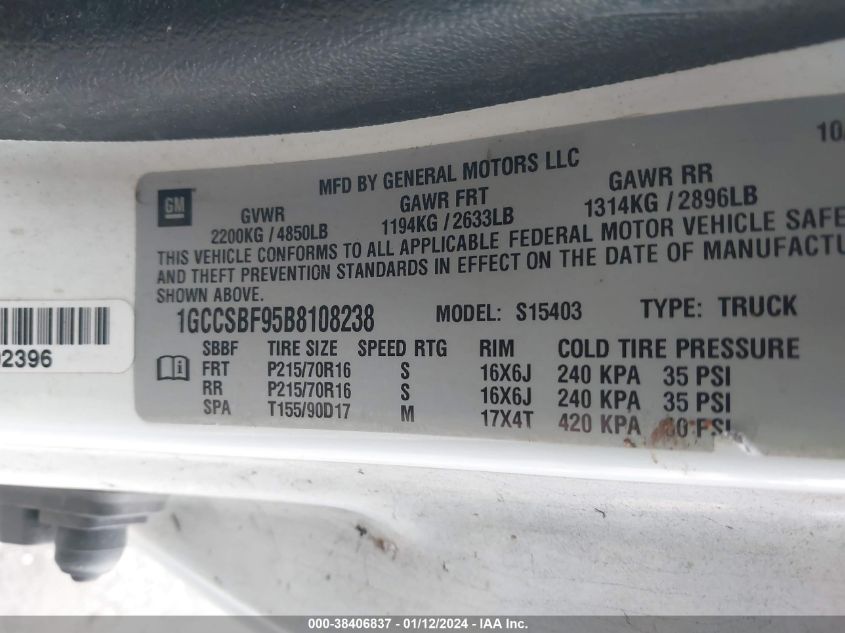 10
MFD BY GENERAL MOTORS LLC
GM
GVWR GAWR FRT GAWR RR
2200KG / 4850LB 1194KG / 2633LB 1314KG / 2896LB
THIS VEHICLE CONFORMS TO ALL APPLICABLE FEDERAL MOTOR VEHICLE SAFE
AND THEFT PREVENTION STANDARDS IN EFFECT ON THE DATE OF MANUFACTU
SHOWN ABOVE.
1GCCSBF95B8108238 MODEL: S15403 TYPE: TRUCK
SBBF TIRE SIZE SPEED RTG RIM COLD TIRE PRESSURE
FRT P215/70R16 S 16X6J 240 KPA 35 PSI
RR P215/70R16 S 16X6J 240 KPA 35 PSI
SPA T155/90D17 M 17X4T 420 KPA 60 PSI
2396
000-38406837 - 01/12/2024 - IAA Inc.